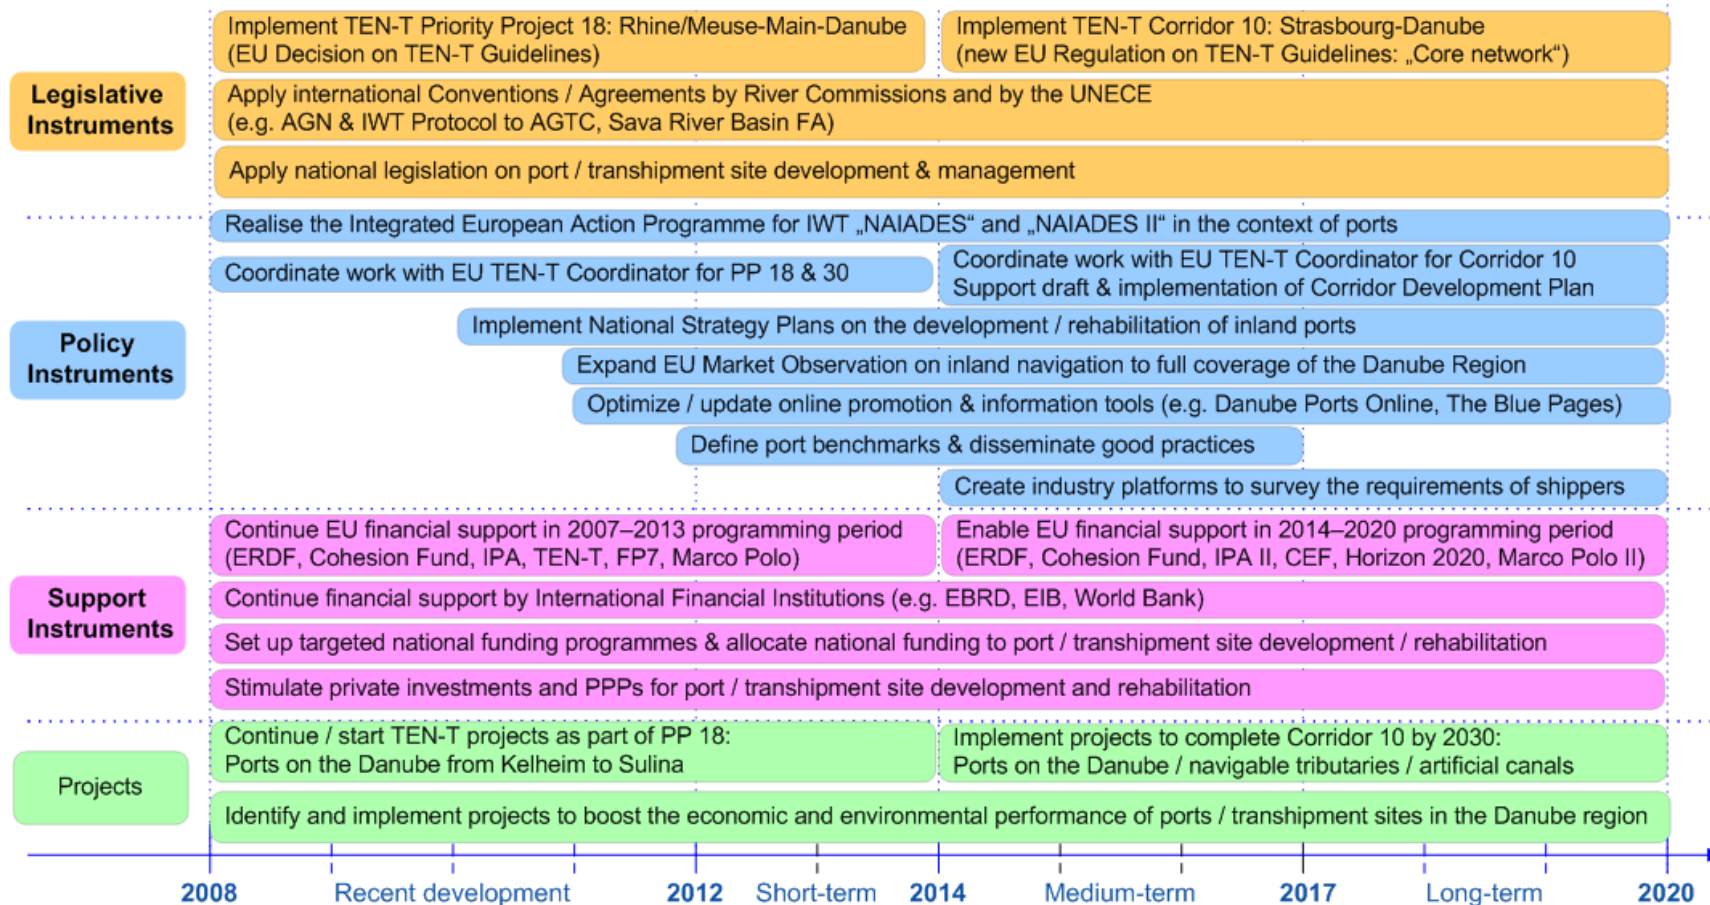 Implement TEN-T Priority Project 18: Rhine/Meuse-Main-Danube
(EU Decision on TEN-T Guidelines)
Implement TEN-T Corridor 10: Strasbourg-Danube
(new EU Regulation on TEN-T Guidelines: „Core network“)
Legislative
Instruments
Apply international Conventions / Agreements by River Commissions and by the UNECE
(e.g. AGN & IWT Protocol to AGTC, Sava River Basin FA)
Apply national legislation on port / transhipment site development & management
Realise the Integrated European Action Programme for IWT „NAIADES“ and „NAIADES II“ in the context of ports
Coordinate work with EU TEN-T Coordinator for PP 18 & 30
Coordinate work with EU TEN-T Coordinator for Corridor 10
Support draft & implementation of Corridor Development Plan
Policy
Instruments
Implement National Strategy Plans on the development / rehabilitation of inland ports
Expand EU Market Observation on inland navigation to full coverage of the Danube Region
Optimize / update online promotion & information tools (e.g. Danube Ports Online, The Blue Pages)
Define port benchmarks & disseminate good practices
Create industry platforms to survey the requirements of shippers
Continue EU financial support in 2007–2013 programming period
(ERDF, Cohesion Fund, IPA, TEN-T, FP7, Marco Polo)
Enable EU financial support in 2014–2020 programming period
(ERDF, Cohesion Fund, IPA II, CEF, Horizon 2020, Marco Polo II)
Support
Instruments
Continue financial support by International Financial Institutions (e.g. EBRD, EIB, World Bank)
Set up targeted national funding programmes & allocate national funding to port / transhipment site development / rehabilitation
Stimulate private investments and PPPs for port / transhipment site development and rehabilitation
Continue / start TEN-T projects as part of PP 18:
Ports on the Danube from Kelheim to Sulina
Implement projects to complete Corridor 10 by 2030:
Ports on the Danube / navigable tributaries / artificial canals
Projects
Identify and implement projects to boost the economic and environmental performance of ports / transhipment sites in the Danube region
2008 Recent development 2012 Short-term 2014 Medium-term 2017 Long-term 2020